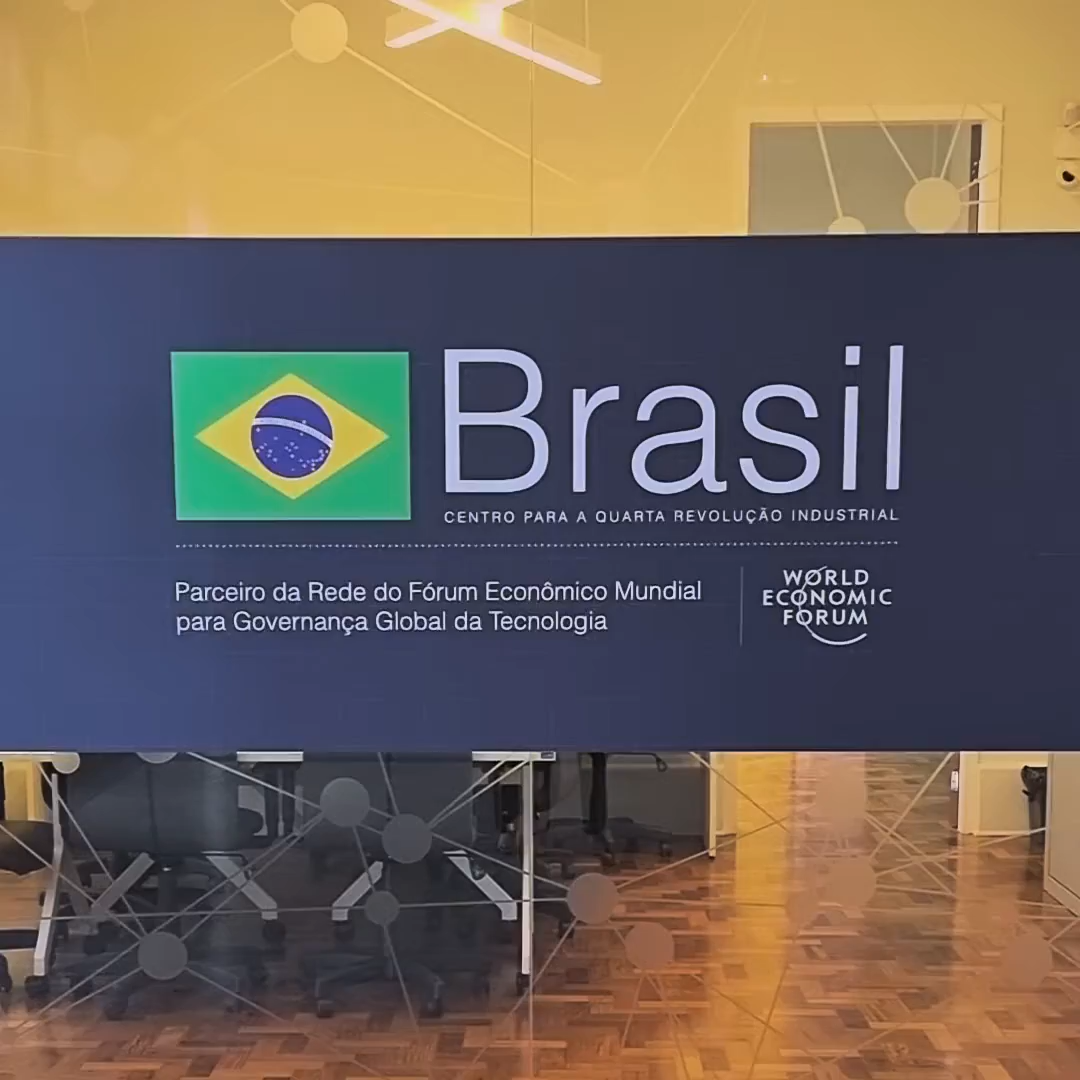 Brasil
CENTRO PARA A QUARTA REVOLUÇÃO INDUSTRIAL
Parceiro da Rede do Fórum Econômico Mundial
para Governança Global da Tecnologia
WORLD
ECONOMIC
FORUM